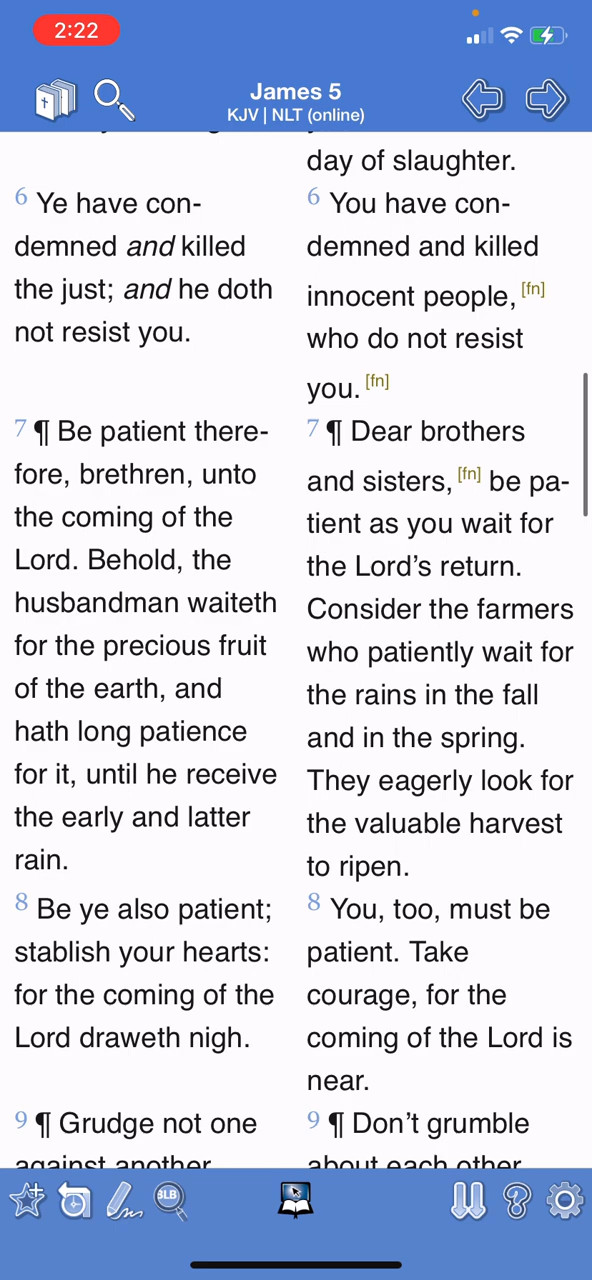 2:22
James 5
KJV | NLT (online)
day of slaughter.
6 Ye have con-
demned and killed
the just; and he doth
not resist you.
6 You have con-
demned and killed
innocent people, [fn]
who do not resist
you. [fn]
7 ¶ Be patient there-
fore, brethren, unto
the coming of the
Lord. Behold, the
husbandman waiteth
for the precious fruit
of the earth, and
hath long patience
for it, until he receive
the early and latter
rain.
7 ¶ Dear brothers
and sisters, [fn] be pa-
tient as you wait for
the Lord’s return.
Consider the farmers
who patiently wait for
the rains in the fall
and in the spring.
They eagerly look for
the valuable harvest
to ripen.
8 Be ye also patient;
stablish your hearts:
for the coming of the
Lord draweth nigh.
8 You, too, must be
patient. Take
courage, for the
coming of the Lord is
near.
9 ¶ Grudge not one
against another
9 ¶ Don’t grumble
about each other
BLB